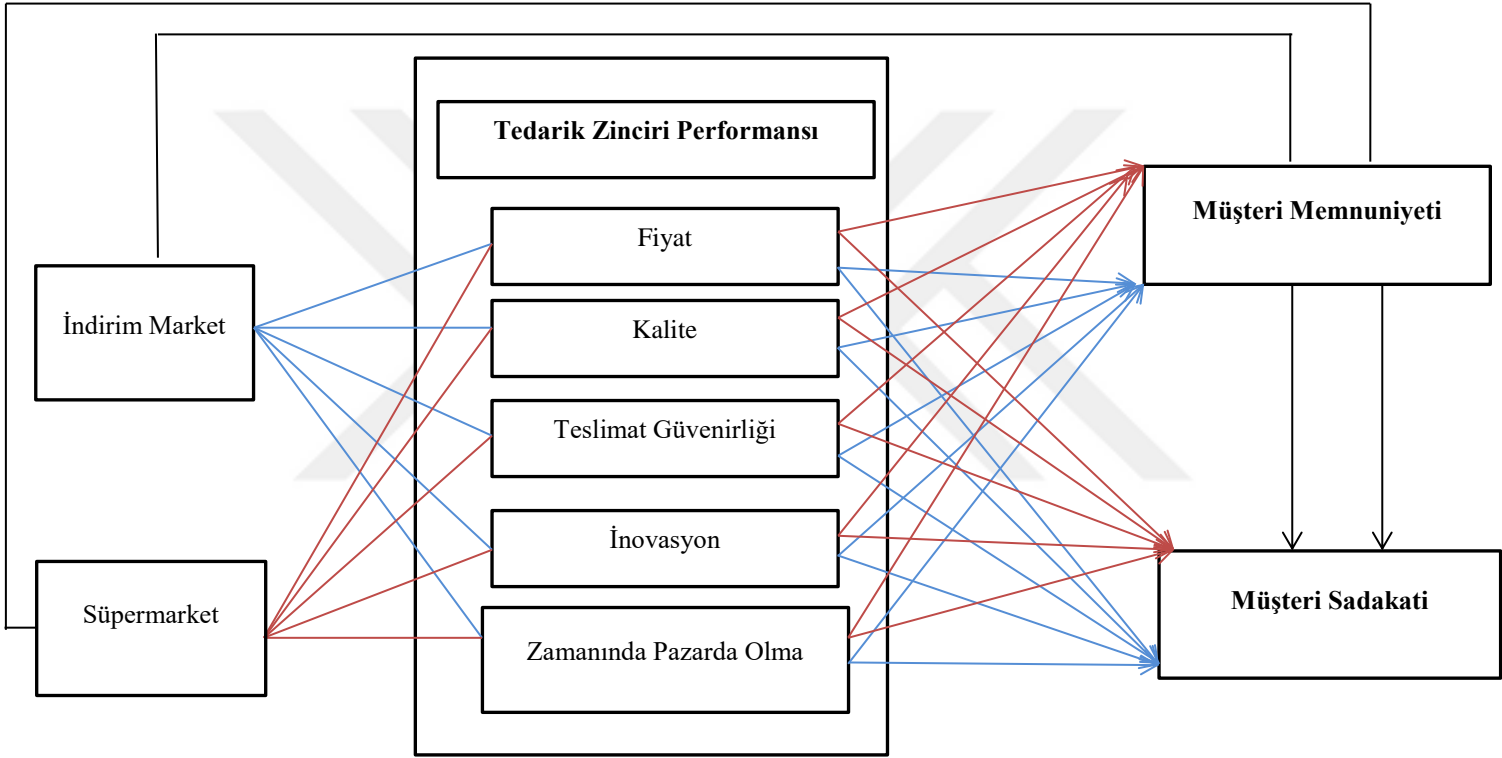 Tedarik Zinciri Performansı
Fiyat
Kalite
Teslimat Güvenirliği
İnovasyon
Zamanında Pazarda Olma
İndirim Market
Süpermarket
Müşteri Memnuniyeti
Müşteri Sadakati